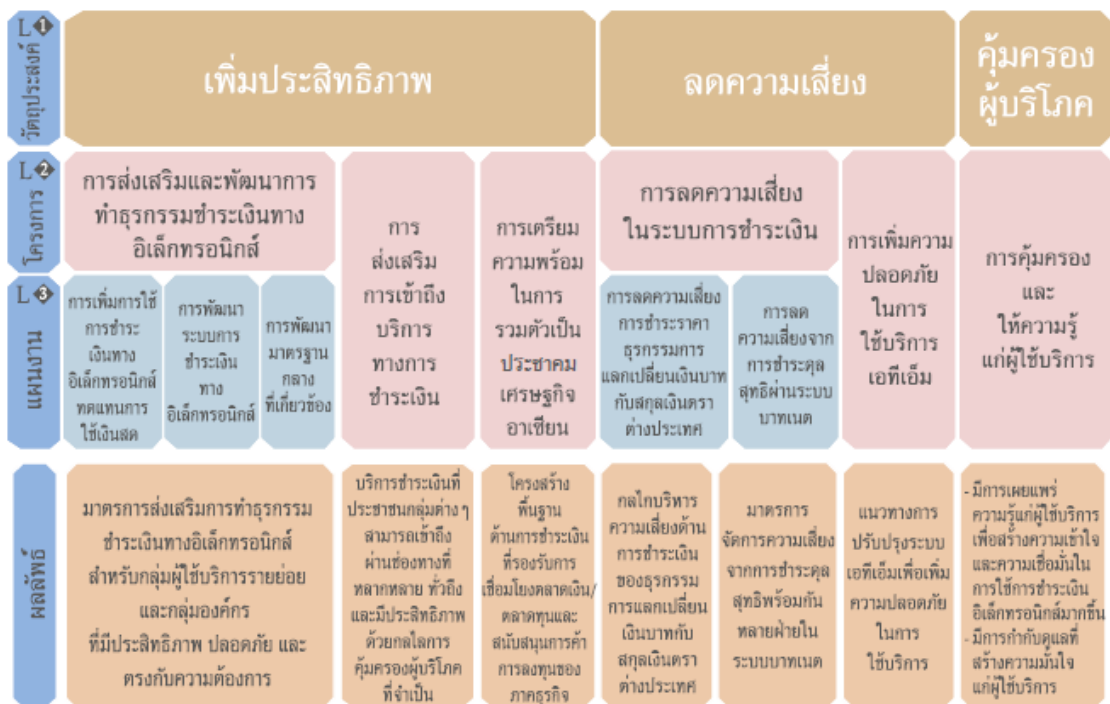 L1
วัตถุประสงค์
เพิ่มประสิทธิภาพ
ลดความเสี่ยง
คุ้มครอง
ผู้บริโภค
L2
โครงการ
การส่งเสริมและพัฒนาการ
ทำธุรกรรมชำระเงินทาง
อิเล็กทรอนิกส์
การ
ส่งเสริม
การเข้าถึง
บริการ
ทางการ
ชำระเงิน
การเตรียม
ความพร้อม
ในการ
รวมตัวเป็น
ประชาคม
เศรษฐกิจ
อาเซียน
การลดความเสี่ยง
ในระบบการชำระเงิน
การเพิ่มความ
ปลอดภัย
ในการ
ใช้บริการ
เอทีเอ็ม
การคุ้มครอง
และ
ให้ความรู้
แก่ผู้ใช้บริการ
L3
แผนงาน
การเพิ่มการใช้
การชำระ
เงินทาง
อิเล็กทรอนิกส์
ทดแทนการ
ใช้เงินสด
การพัฒนา
ระบบการ
ชำระเงิน
ทาง
อิเล็กทรอนิกส์
การพัฒนา
มาตรฐาน
กลาง
ที่เกี่ยวข้อง
การลดความเสี่ยง
การชำระราคา
ธุรกรรมการ
แลกเปลี่ยนเงินบาท
กับสกุลเงินตรา
ต่างประเทศ
การลด
ความเสี่ยงจาก
การชำระดุล
สุทธิผ่านระบบ
บาทเนต
ผลลัพธ์
มาตรการส่งเสริมการทำธุรกรรม
ชำระเงินทางอิเล็กทรอนิกส์
สำหรับกลุ่มผู้ใช้บริการรายย่อย
และกลุ่มองค์กร
ที่มีประสิทธิภาพ ปลอดภัย และ
ตรงกับความต้องการ
บริการชำระเงินที่
ประชาชนกลุ่มต่าง ๆ
สามารถเข้าถึง
ผ่านช่องทางที่
หลากหลาย ทั่วถึง
และมีประสิทธิภาพ
ด้วยกลไลการ
คุ้มครองผู้บริโภค
ที่จำเป็น
โครงสร้าง
พื้นฐาน
ด้านการชำระเงิน
ที่รองรับการ
เชื่อมโยงตลาดเงิน/
ตลาดทุนและ
สนับสนุนการค้า
การลงทุนของ
ภาคธุรกิจ
กลไกบริหาร
ความเสี่ยงด้าน
การชำระเงิน
ของธุรกรรม
การแลกเปลี่ยน
เงินบาทกับ
สกุลเงินตรา
ต่างประเทศ
มาตรการ
จัดการความเสี่ยง
จากการชำระดุล
สุทธิพร้อมกัน
หลายฝ่ายใน
ระบบบาทเนต
แนวทางการ
ปรับปรุงระบบ
เอทีเอ็มเพื่อเพิ่ม
ความปลอดภัย
ในการ
ใช้บริการ
- มีการเผยแพร่
ความรู้แก่ผู้ใช้บริการ
เพื่อสร้างความเข้าใจ
และความเชื่อมั่นใน
การใช้การชำระเงิน
อิเล็กทรอนิกส์มากขึ้น
- มีการกำกับดูแลที่
สร้างความมั่นใจ
แก่ผู้ใช้บริการ